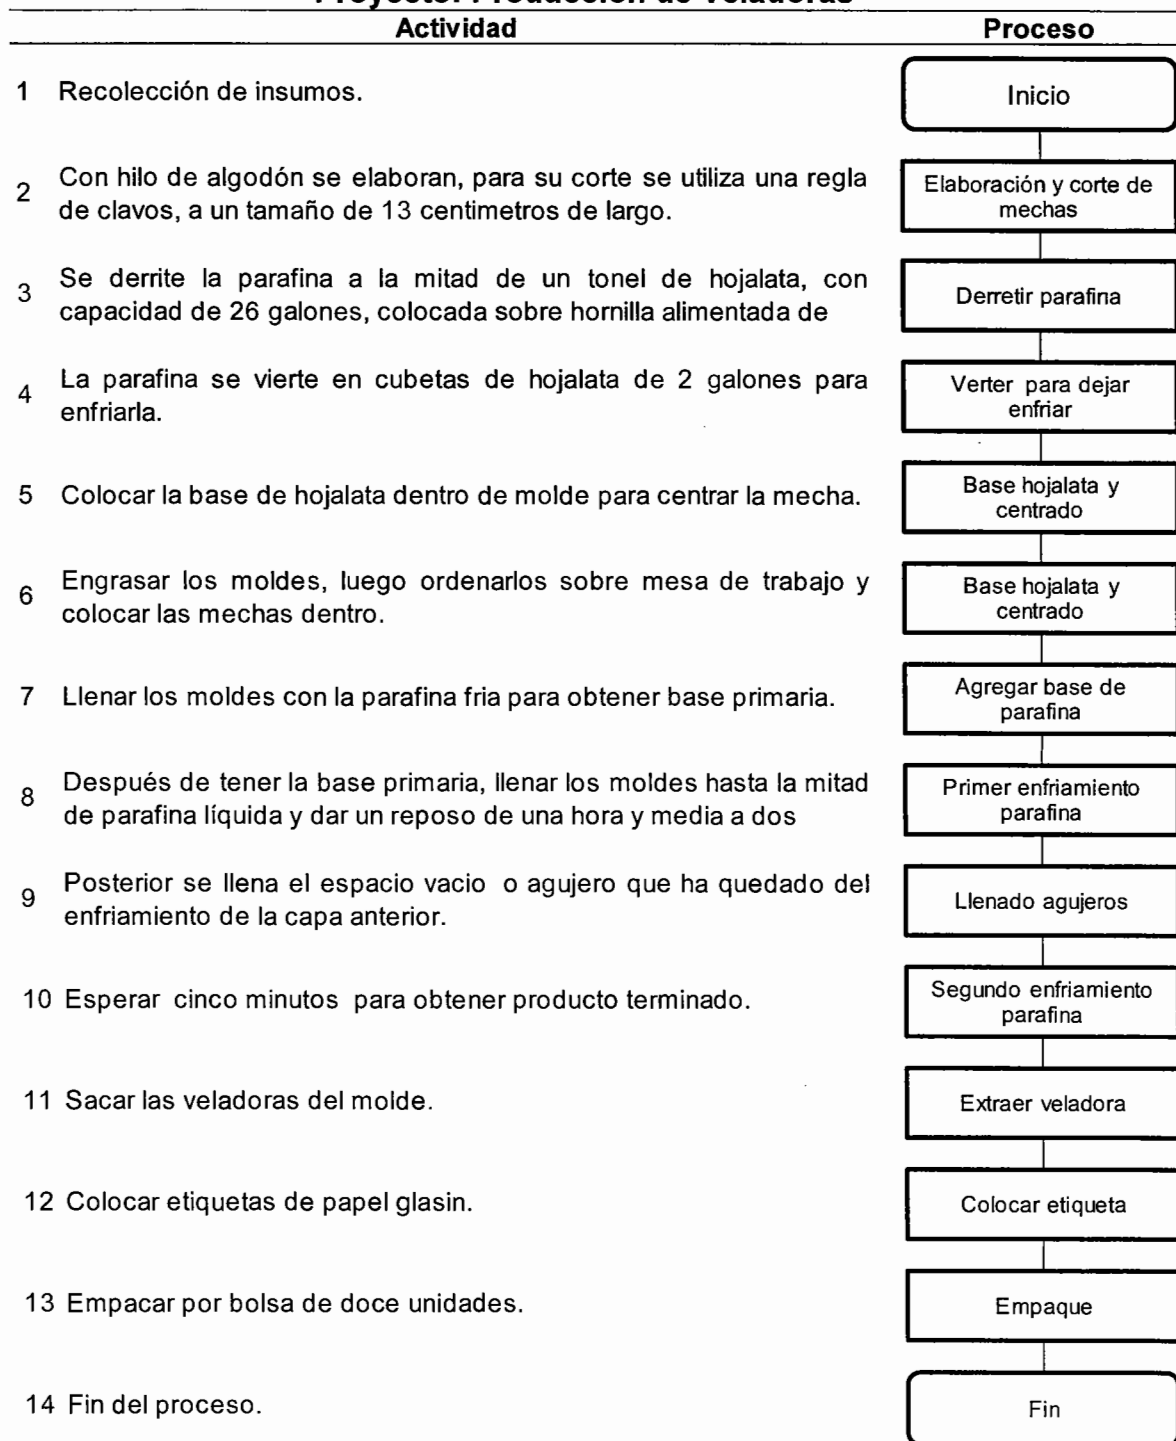 Proyecto: Producción de Veladoras
Actividad Proceso
1 Recolección de insumos. Inicio
2 Con hilo de algodón se elaboran, para su corte se utiliza una regla
de clavos, a un tamaño de 13 centimetros de largo.
Elaboración y corte de
mechas
3 Se derrite la parafina a la mitad de un tonel de hojalata, con
capacidad de 26 galones, colocada sobre hornilla alimentada de
Derretir parafina
4 La parafina se vierte en cubetas de hojalata de 2 galones para
enfriarla.
Verter para dejar
enfriar
5 Colocar la base de hojalata dentro de molde para centrar la mecha.
Base hojalata y
centrado
6 Engrasar los moldes, luego ordenarlos sobre mesa de trabajo y
colocar las mechas dentro.
Base hojalata y
centrado
7 Llenar los moldes con la parafina fria para obtener base primaria.
Agregar base de
parafina
8 Después de tener la base primaria, llenar los moldes hasta la mitad
de parafina líquida y dar un reposo de una hora y media a dos
Primer enfriamiento
parafina
9 Posterior se llena el espacio vacio o agujero que ha quedado del
enfriamiento de la capa anterior.
Llenado agujeros
10 Esperar cinco minutos para obtener producto terminado.
Segundo enfriamiento
parafina
11 Sacar las veladoras del molde. Extraer veladora
12 Colocar etiquetas de papel glasin. Colocar etiqueta
13 Empacar por bolsa de doce unidades. Empaque
14 Fin del proceso. Fin